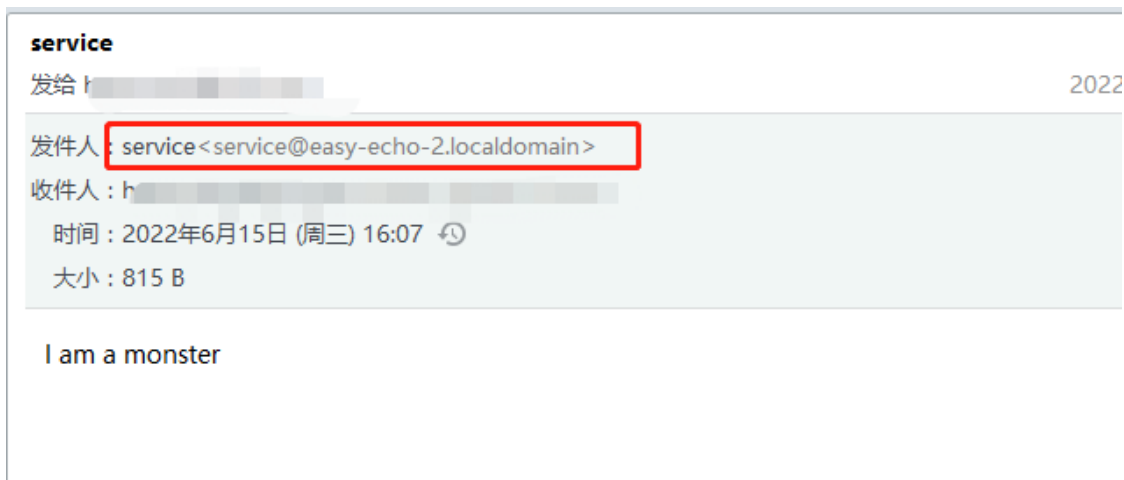 service
发给 h
2022
发件人：service<service@easy-echo-2.localdomain>
收件人：h
时间：2022年6月15日 (周三) 16:07
大小：815 B
I am a monster